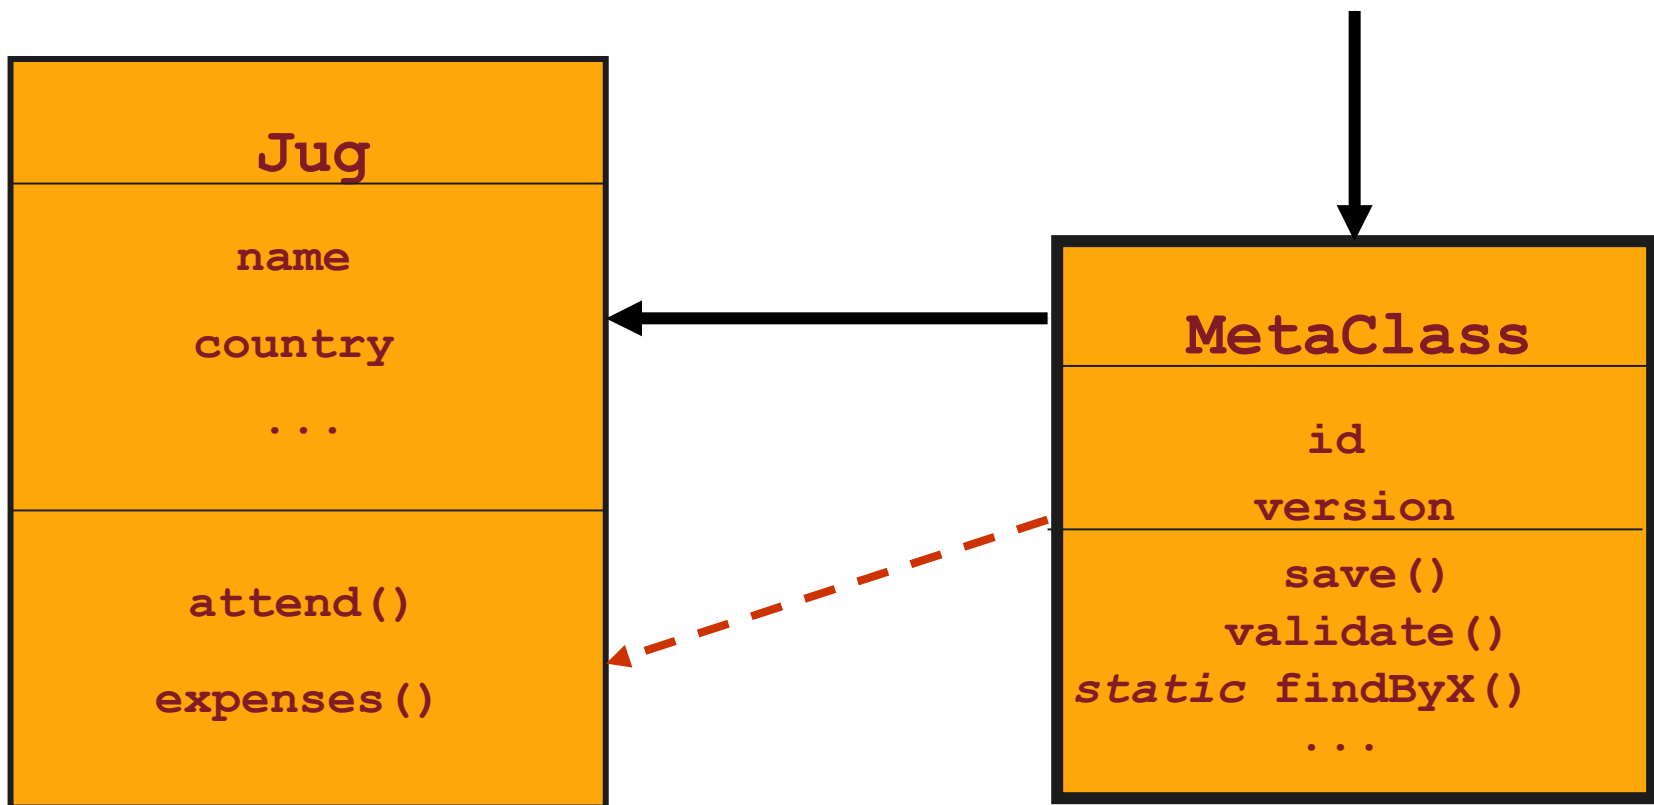 Jug
name
country
...
attend()
expenses()
MetaClass
id
version
save()
validate()
static findByX()
...